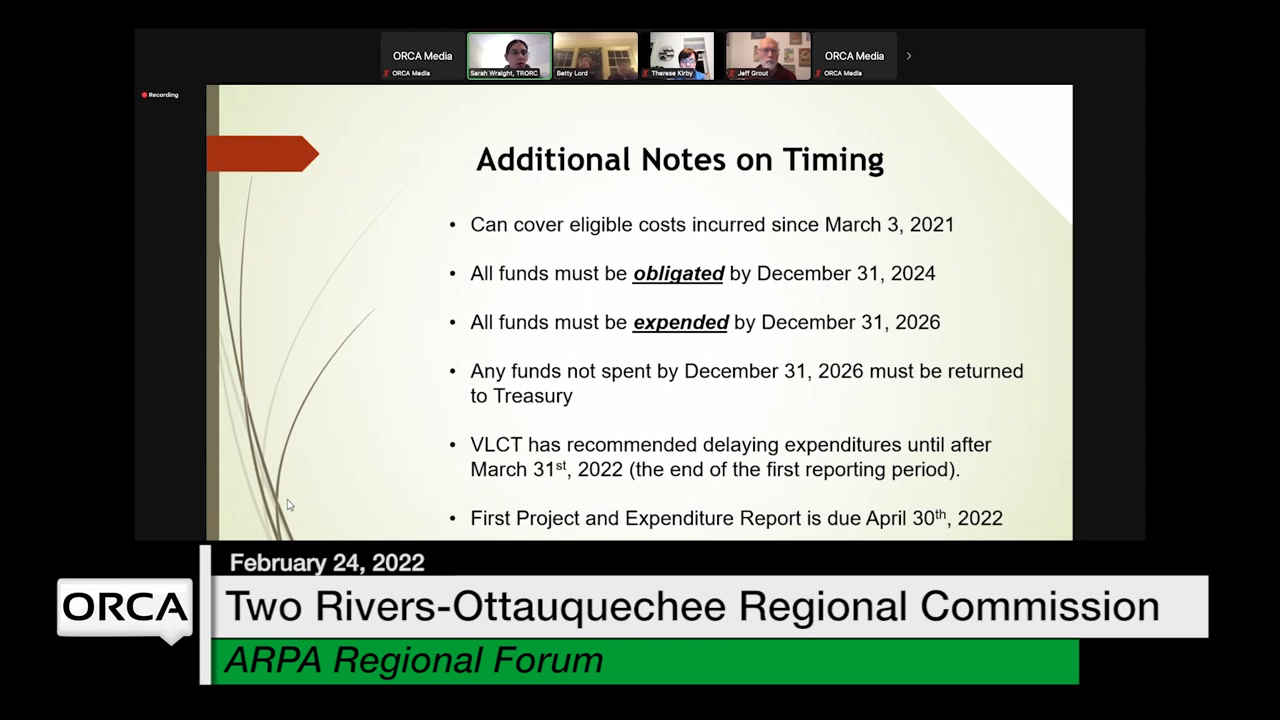 ORCA Media
ORCA Media
Sarah Wraight, TRORC
Betty Lord
Therese Kirby
Jeff Grout
ORCA Media
ORCA Media
Recording
Additional Notes on Timing
• Can cover eligible costs incurred since March 3, 2021
• All funds must be obligated by December 31, 2024
• All funds must be expended by December 31, 2026
• Any funds not spent by December 31, 2026 must be returned
to Treasury
• VLCT has recommended delaying expenditures until after
March 31st, 2022 (the end of the first reporting period).
• First Project and Expenditure Report is due April 30th, 2022
February 24, 2022
ORCA
Two Rivers-Ottauquechee Regional Commission
ARPA Regional Forum